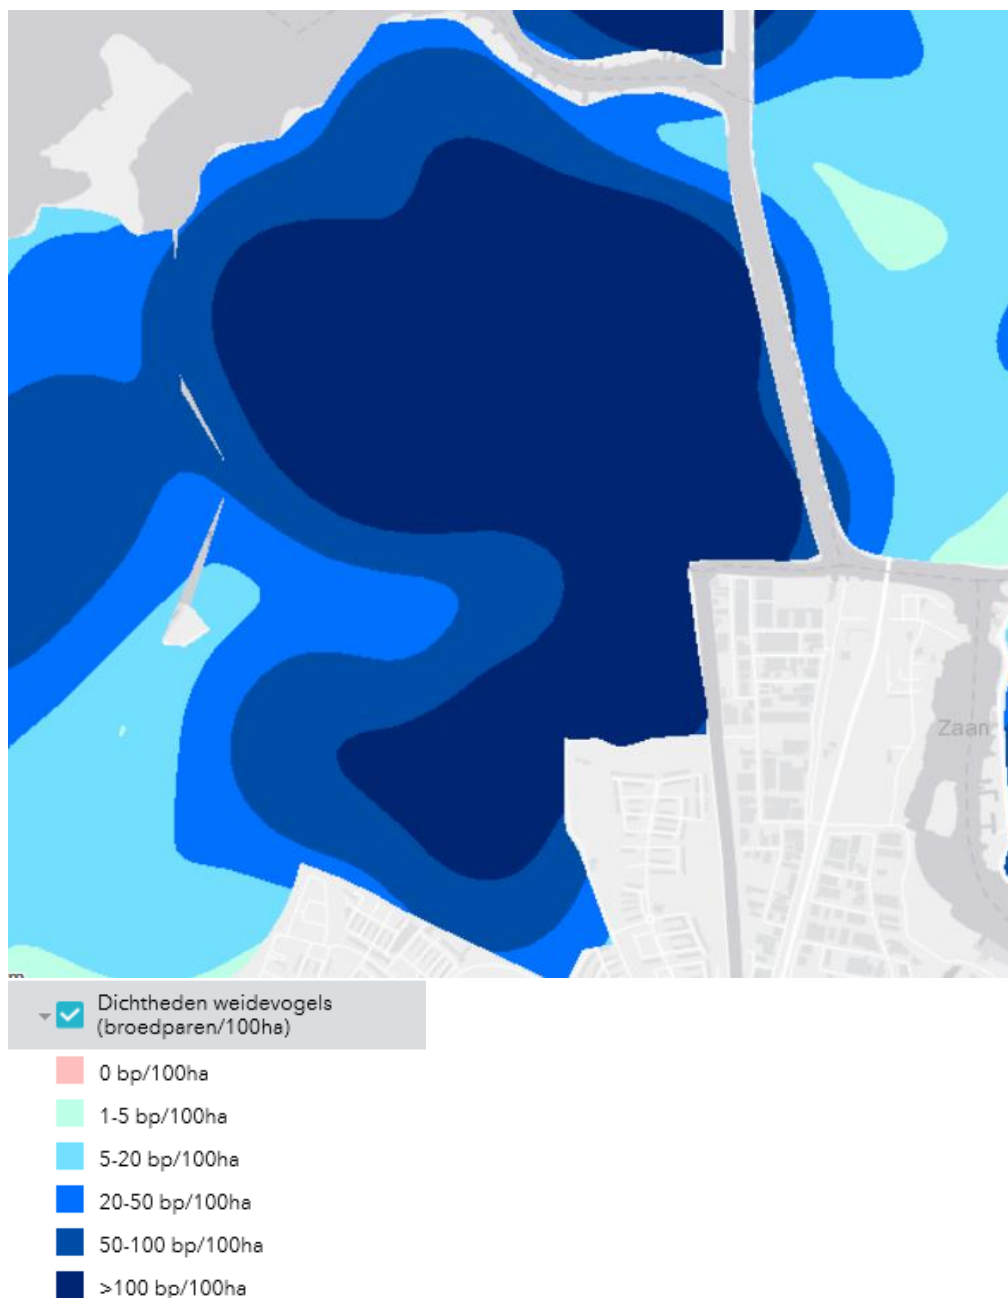 Zaan
m
Dichtheden weidevogels
(broedparen/100ha)
0 bp/100ha
1-5 bp/100ha
5-20 bp/100ha
20-50 bp/100ha
50-100 bp/100ha
>100 bp/100ha